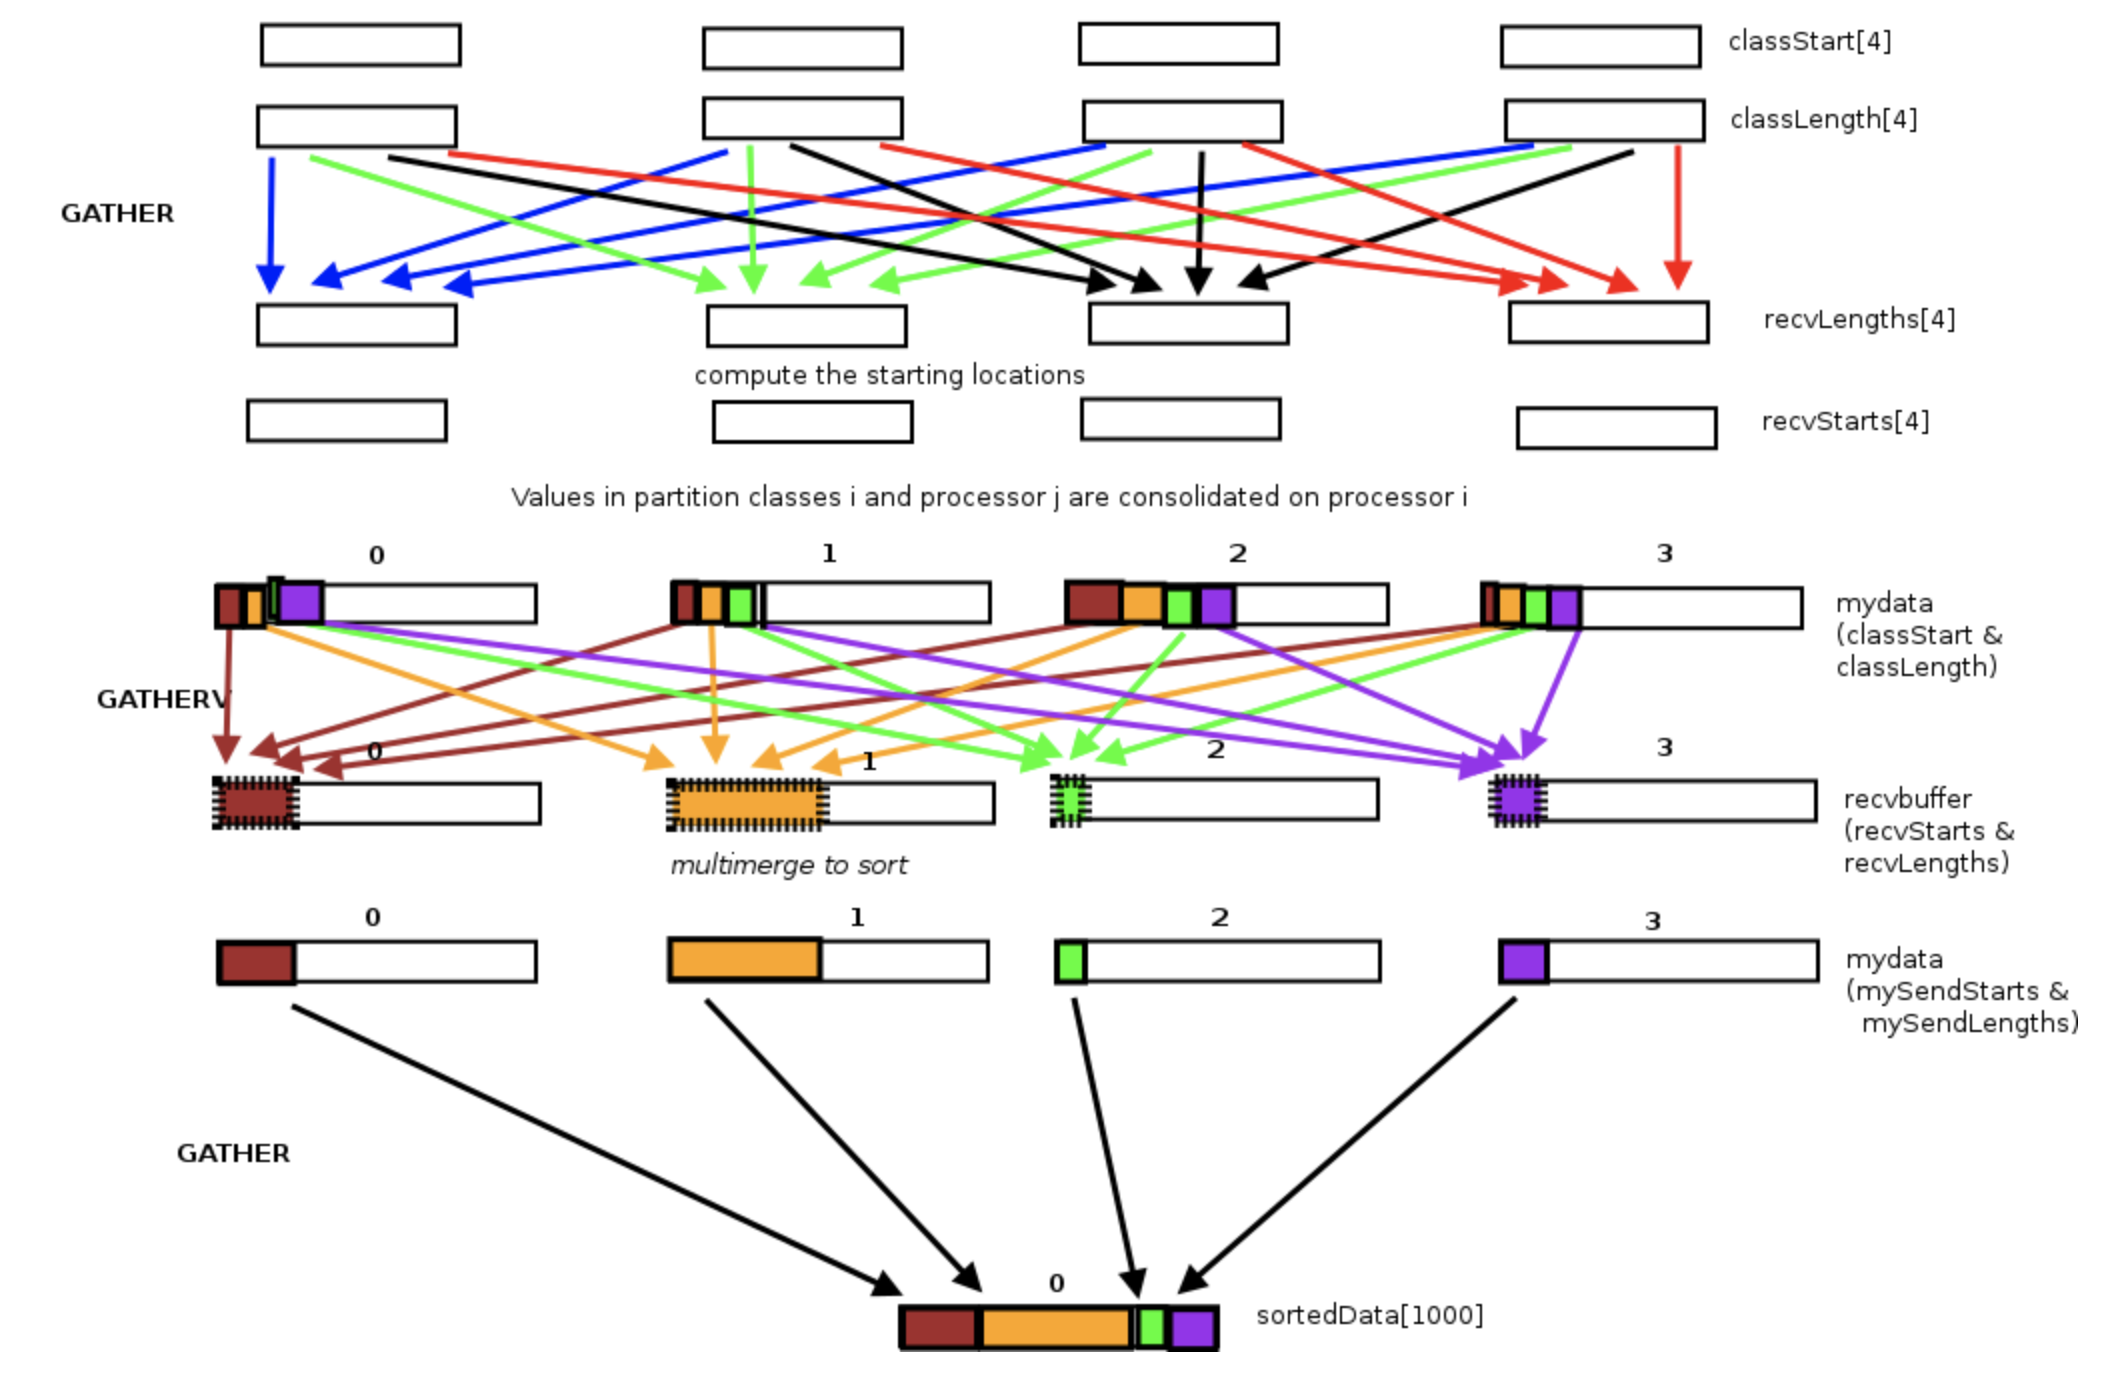 classStart[4]
classLength[4]
GATHER
recvLengths[4]
compute the starting locations
recvStarts[4]
Values in partition classes i and processor j are consolidated on processor i
0 1 2 3
mydata
(classStart &
classLength)
GATHERV
0 1 2 3
recvbuffer
(recvStarts &
recvLengths)
multimerge to sort
0 1 2 3
mydata
(mySendStarts &
mySendLengths)
GATHER
0
sortedData[1000]